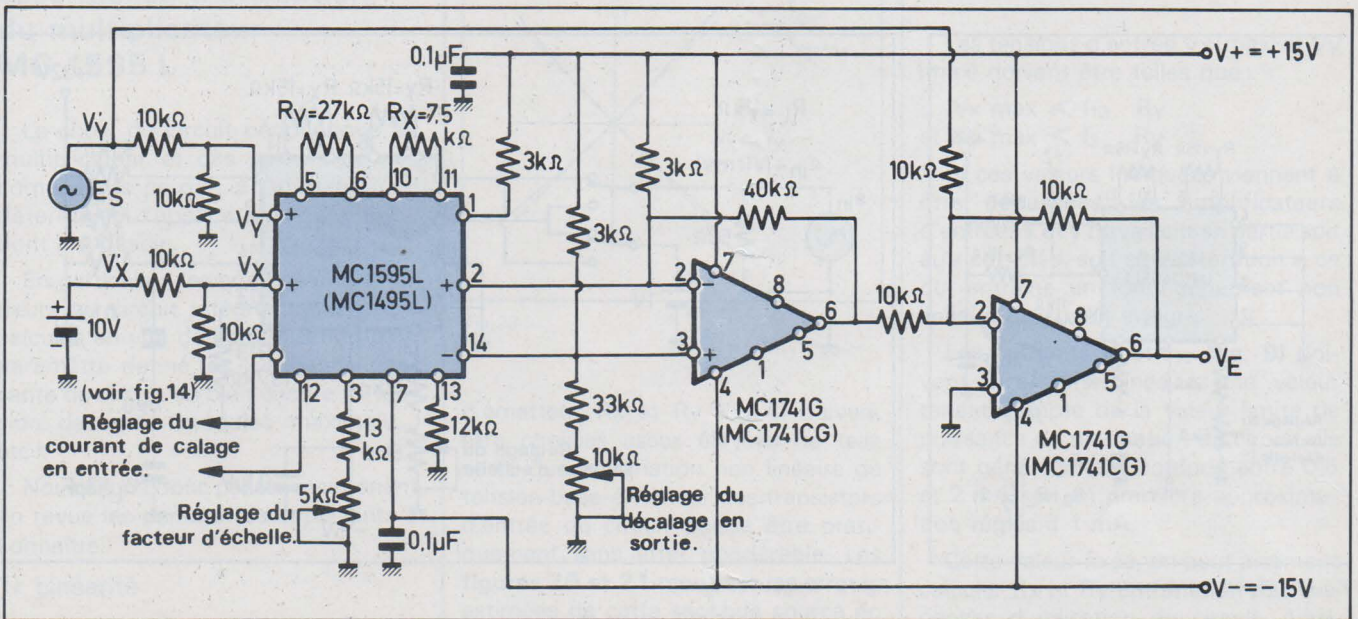 V+ = +15V
0.1µF
V'Y
10kΩ
RY=27kΩ
RX=7.5 kΩ
3kΩ
3kΩ
40kΩ
10kΩ
10kΩ
ES
10kΩ
5
6
10
11
+
VY
1
3kΩ
V'X
10kΩ
VX
+
MC1595L
(MC1495L)
+
2
2
−
7
8
6
10kΩ
2
−
7
8
6
VE
10V
10kΩ
−
14
3
+
4
1
5
3
+
4
1
5
12
3
7
13
(voir fig.14)
Réglage du
courant de calage
en entrée.
13
kΩ
12kΩ
33kΩ
MC1741G
(MC1741CG)
MC1741G
(MC1741CG)
5kΩ
Réglage du
facteur d'échelle.
0.1µF
10kΩ
Réglage du
décalage en
sortie.
V− = −15V